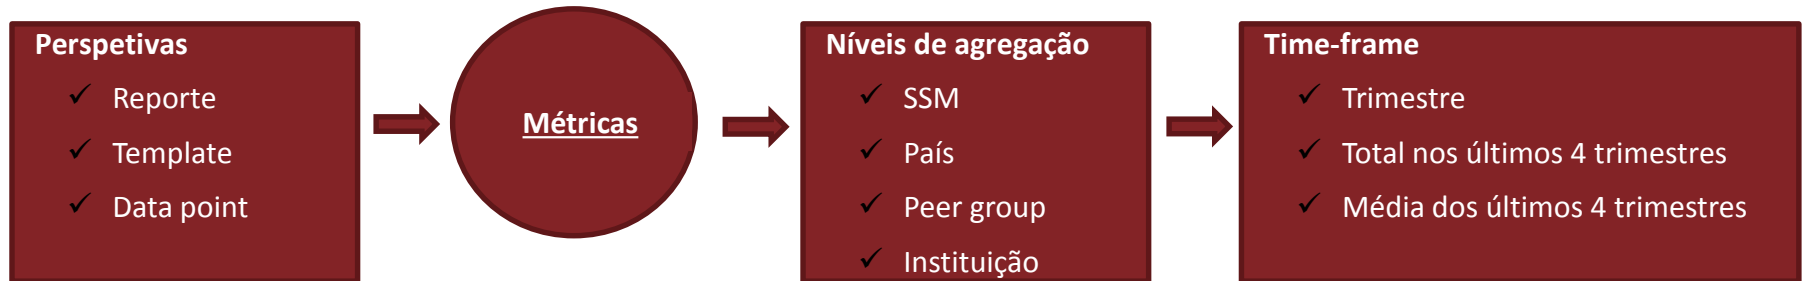 Perspetivas
Reporte
Template
Data point
Métricas
Níveis de agregação
SSM
País
Peer group
Instituição
Time-frame
Trimestre
Total nos últimos 4 trimestres
Média dos últimos 4 trimestres